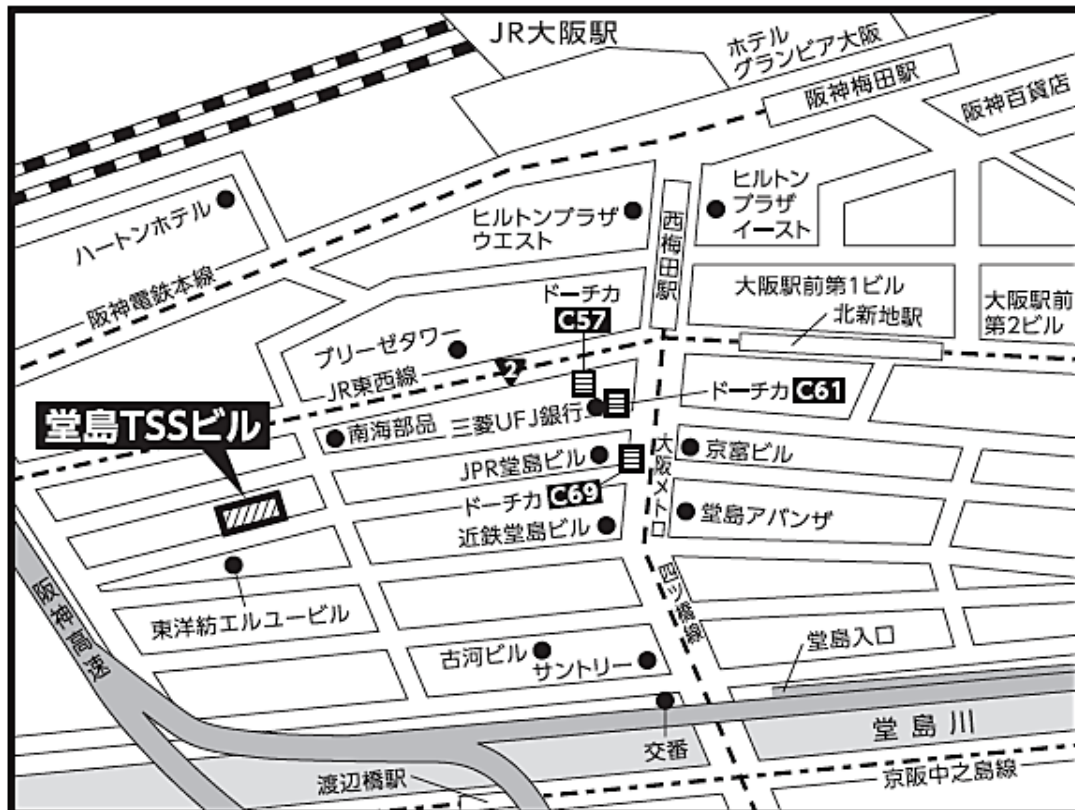 JR大阪駅
ホテル
グランビア大阪
阪神梅田駅
阪神百貨店
ハートンホテル
ヒルトンプラザ
ウエスト
西梅田駅
ヒルトン
プラザ
イースト
阪神電鉄本線
ドーチカ
C57
大阪駅前第1ビル
北新地駅
大阪駅前
第2ビル
ブリーゼタワー
JR東西線
2
ドーチカ C61
堂島TSSビル
南海部品
三菱UFJ銀行
大阪メトロ
四ツ橋線
京富ビル
JPR堂島ビル
ドーチカ C69
近鉄堂島ビル
堂島アバンザ
阪神高速
東洋紡エルユービル
古河ビル
サントリー
堂島入口
交番
堂島川
渡辺橋駅
京阪中之島線